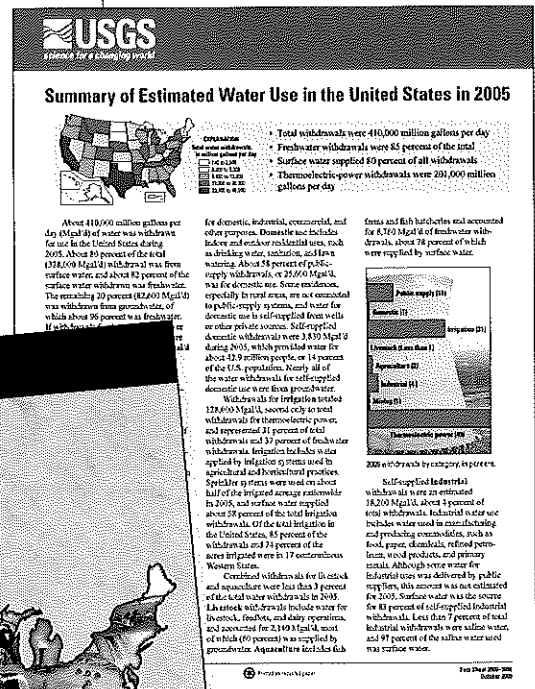 USGS
science for a changing world
Summary of Estimated Water Use in the United States in 2005
EXPLANATION
Total water withdrawals,
in million gallons per day
• Total withdrawals were 410,000 million gallons per day
• Freshwater withdrawals were 85 percent of the total
• Surface water supplied 80 percent of all withdrawals
• Thermoelectric-power withdrawals were 201,000 million
gallons per day
About 410,000 million gallons per
day (Mgal/d) of water was withdrawn
for use in the United States during
2005. About 80 percent of the total
(328,000 Mgal/d) withdrawal was from
surface water, and about 82 percent of the
surface water withdrawn was freshwater.
The remaining 20 percent (82,600 Mgal/d)
was withdrawn from groundwater, of
which about 96 percent was freshwater.
If withdrawals
for domestic, industrial, commercial, and
other purposes. Domestic use includes
indoor and outdoor residential uses, such
as drinking water, sanitation, and lawn
watering. About 58 percent of public-
supply withdrawals, or 25,600 Mgal/d,
was for domestic use. Some residences,
especially in rural areas, are not connected
to public-supply systems, and water for
domestic use is self-supplied from wells
or other private sources. Self-supplied
domestic withdrawals were 3,830 Mgal/d
during 2005, which provided water for
about 42.9 million people, or 14 percent
of the U.S. population. Nearly all of
the water withdrawals for self-supplied
domestic use were from groundwater.
Withdrawals for irrigation totaled
128,000 Mgal/d, second only to total
withdrawals for thermoelectric power,
and represented 31 percent of total
withdrawals and 37 percent of freshwater
withdrawals. Irrigation includes water
applied by irrigation systems used in
agricultural and horticultural practices.
Sprinkler systems were used on about
half of the irrigated acreage nationwide
in 2005, and surface water supplied
about 58 percent of the total irrigation
withdrawals. Of the total irrigation in
the United States, 85 percent of the
withdrawals and 74 percent of the
acres irrigated were in 17 conterminous
Western States.
Combined withdrawals for livestock
and aquaculture were less than 3 percent
of the total water withdrawals in 2005.
Livestock withdrawals include water for
livestock, feedlots, and dairy operations,
and accounted for 2,140 Mgal/d, most
of which (60 percent) was supplied by
groundwater. Aquaculture includes fish
farms and fish hatcheries and accounted
for 8,780 Mgal/d of freshwater with-
drawals, about 78 percent of which
were supplied by surface water.
Public supply (11)
Domestic (1)
Irrigation (31)
Livestock (Less than 1)
Aquaculture (2)
Industrial (4)
Mining (1)
Thermoelectric power (49)
2005 withdrawals by category, in percent.
Self-supplied industrial
withdrawals were an estimated
18,200 Mgal/d, about 4 percent of
total withdrawals. Industrial water use
includes water used in manufacturing
and producing commodities, such as
food, paper, chemicals, refined petro-
leum, wood products, and primary
metals. Although some water for
industrial uses was delivered by public
suppliers, this amount was not estimated
for 2005. Surface water was the source
for 83 percent of self-supplied industrial
withdrawals. Less than 7 percent of total
industrial withdrawals were saline water,
and 97 percent of the saline water used
was surface water.
Printed on recycled paper
October 2009